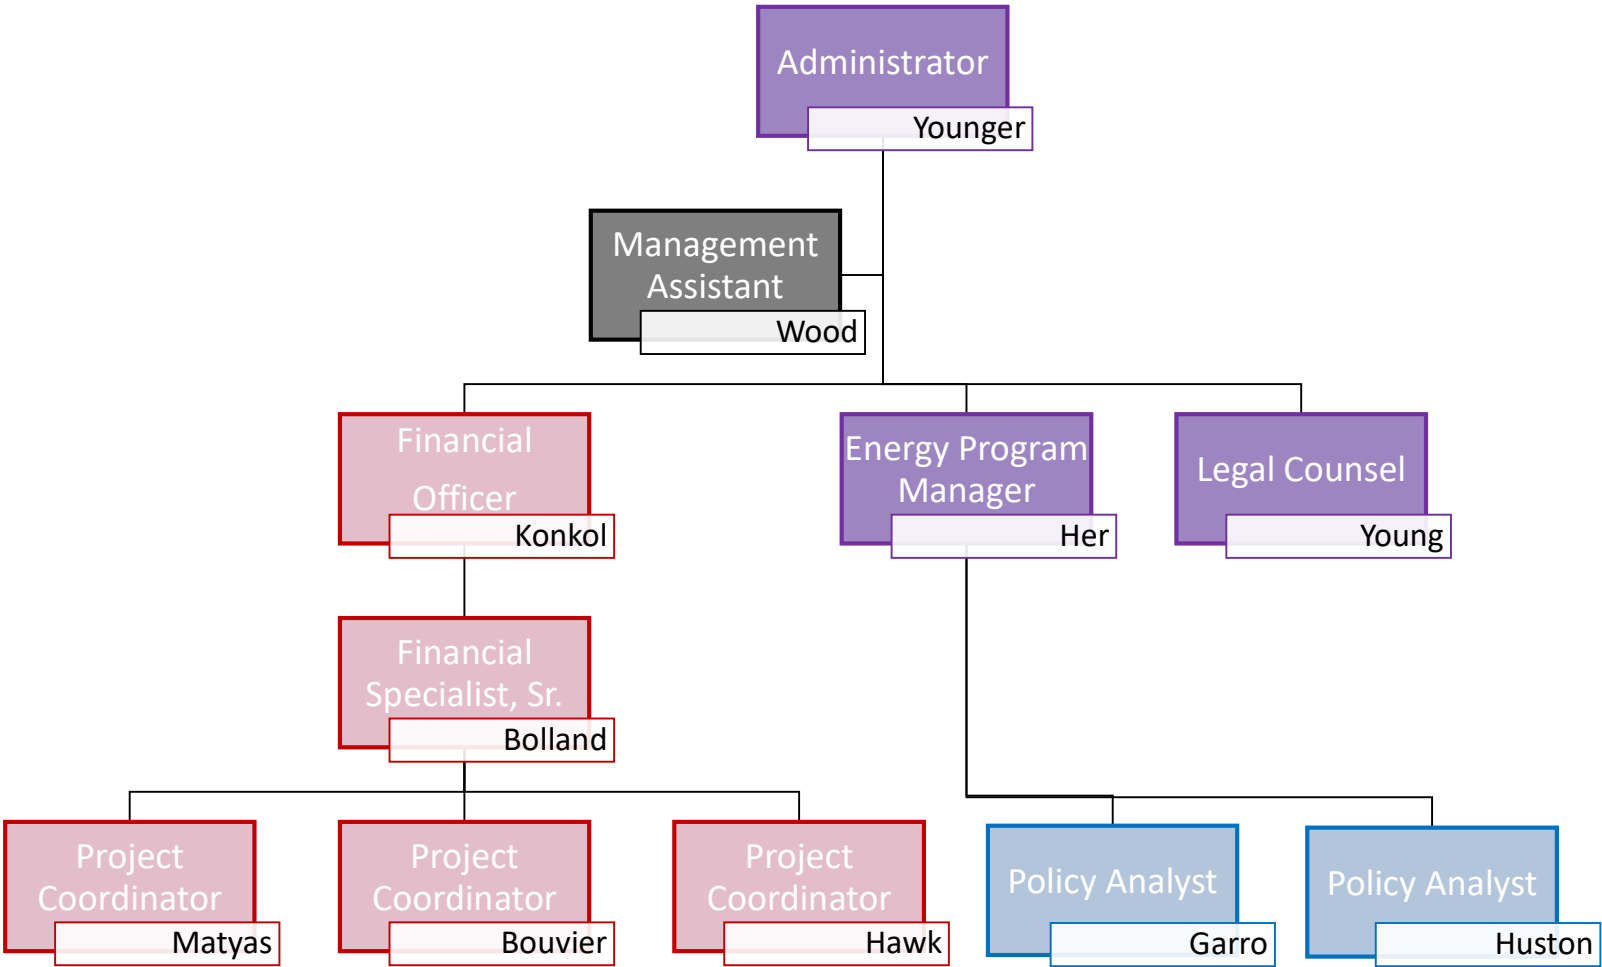 Administrator
Younger
Management
Assistant
Wood
Financial
Officer
Konkol
Energy Program
Manager
Her
Legal Counsel
Young
Financial
Specialist, Sr.
Bolland
Project
Coordinator
Matyas
Project
Coordinator
Bouvier
Project
Coordinator
Hawk
Policy Analyst
Garro
Policy Analyst
Huston